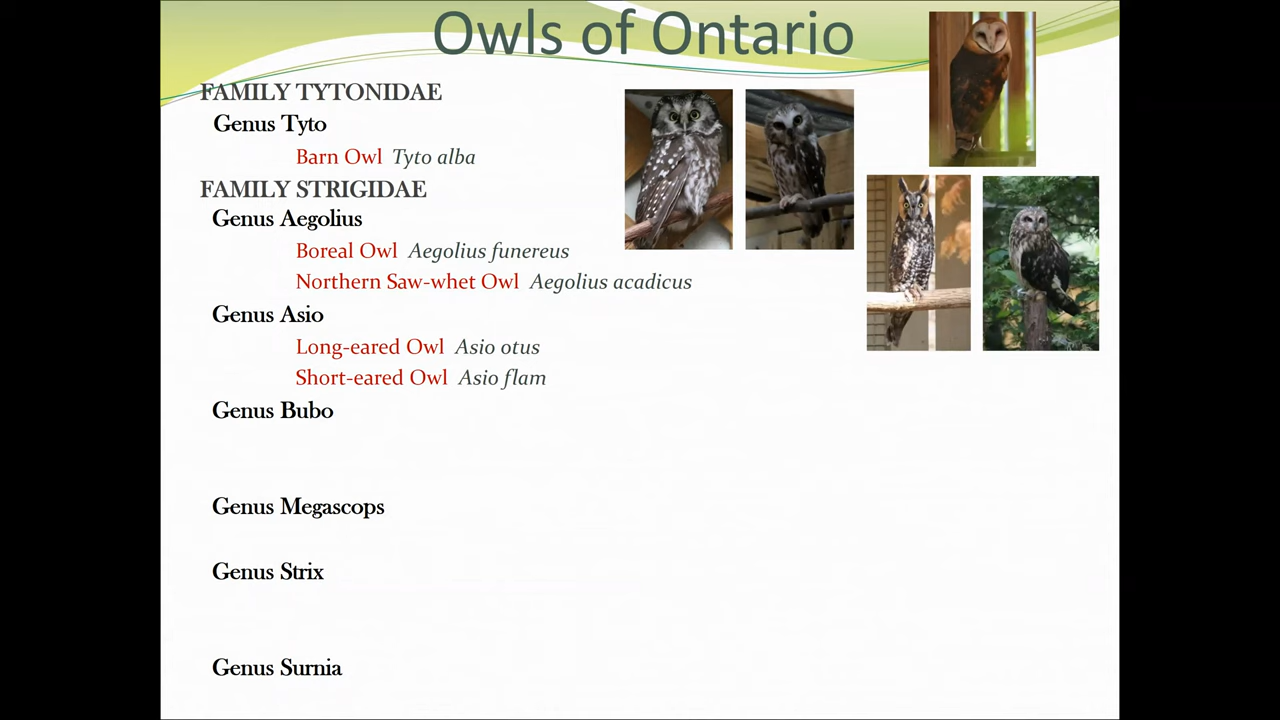 Owls of Ontario
FAMILY TYTONIDAE
Genus Tyto
Barn Owl Tyto alba
FAMILY STRIGIDAE
Genus Aegolius
Boreal Owl Aegolius funereus
Northern Saw-whet Owl Aegolius acadicus
Genus Asio
Long-eared Owl Asio otus
Short-eared Owl Asio flam
Genus Bubo
Genus Megascops
Genus Strix
Genus Surnia